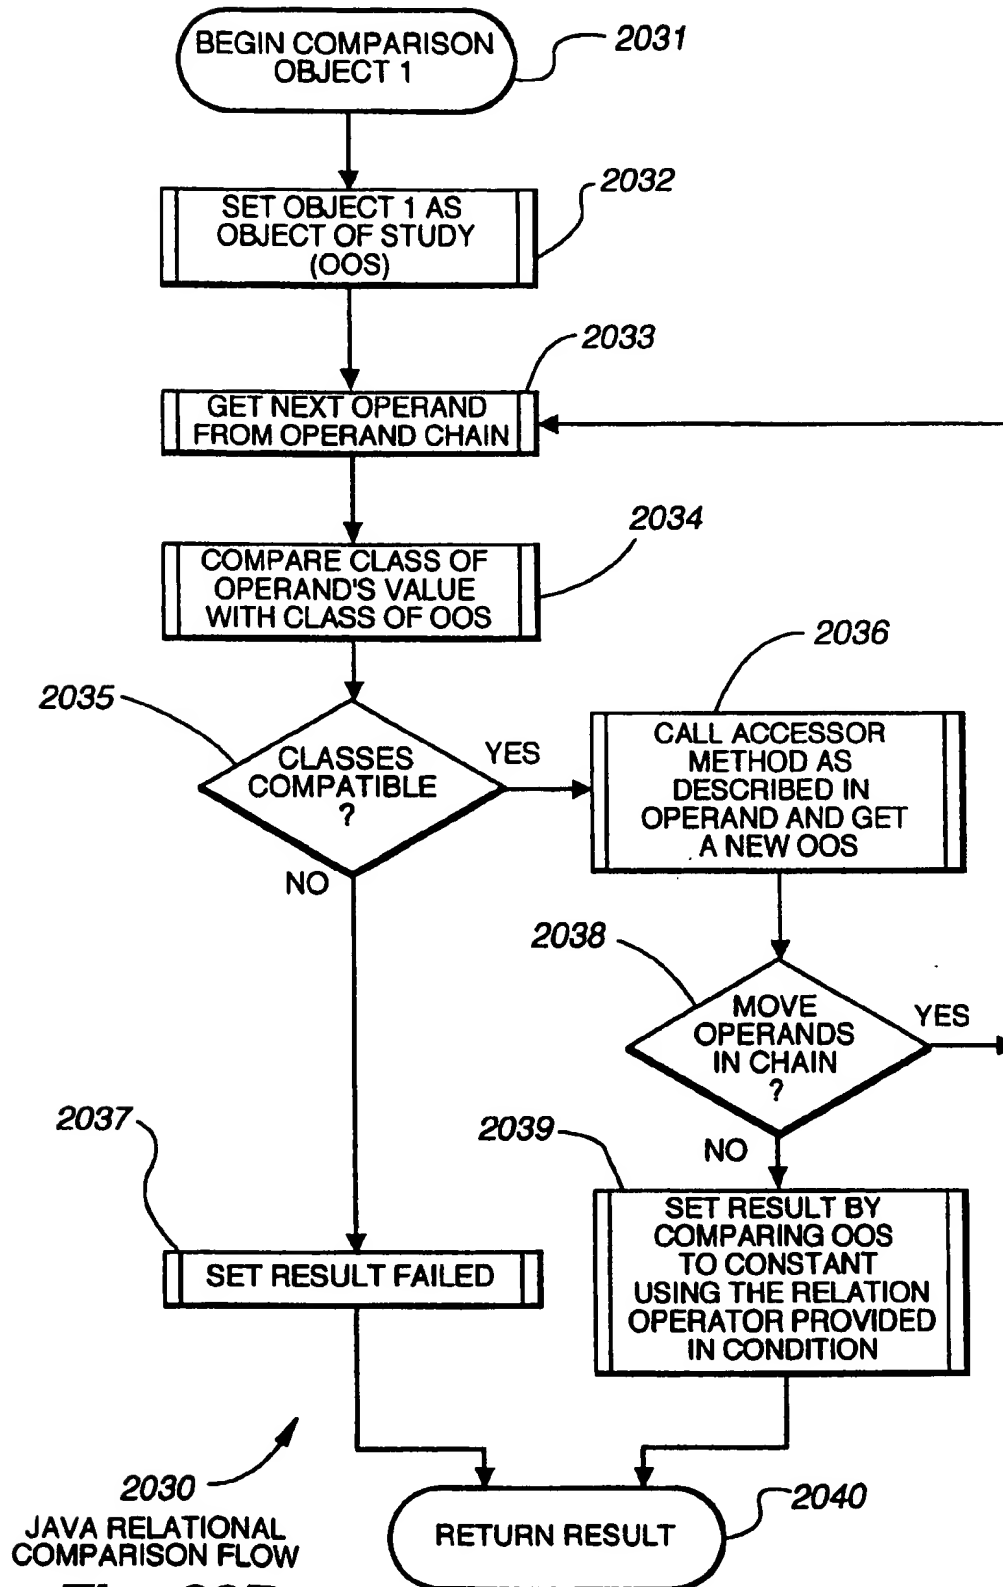 BEGIN COMPARISON
OBJECT 1
2031
SET OBJECT 1 AS
OBJECT OF STUDY
(OOS)
2032
GET NEXT OPERAND
FROM OPERAND CHAIN
2033
COMPARE CLASS OF
OPERAND'S VALUE
WITH CLASS OF OOS
2034
2035
CLASSES
COMPATIBLE
?
YES
NO
2036
CALL ACCESSOR
METHOD AS
DESCRIBED IN
OPERAND AND GET
A NEW OOS
2038
MOVE
OPERANDS
IN CHAIN
?
YES
NO
2037
SET RESULT FAILED
2039
SET RESULT BY
COMPARING OOS
TO CONSTANT
USING THE RELATION
OPERATOR PROVIDED
IN CONDITION
RETURN RESULT
2040
2030
JAVA RELATIONAL
COMPARISON FLOW